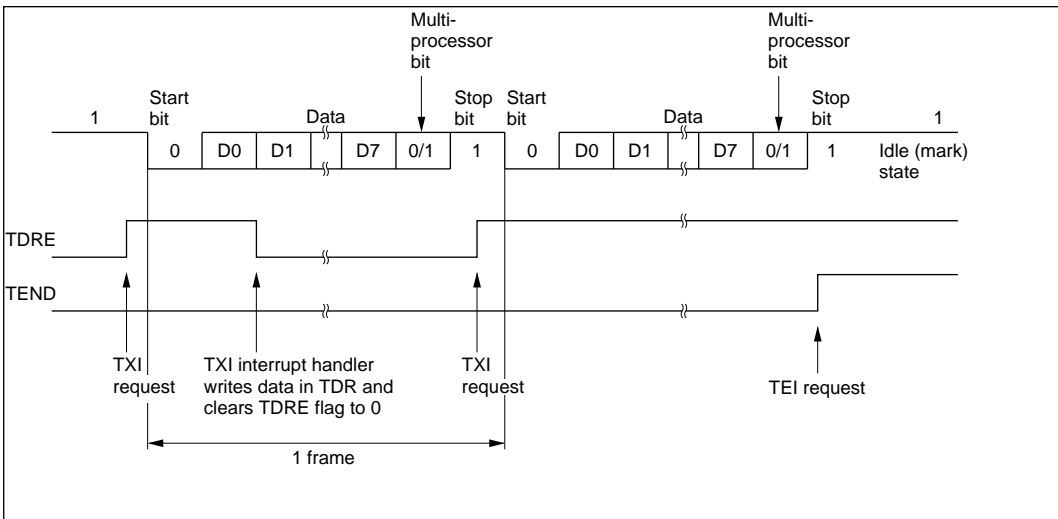 Multi-
processor
bit
Multi-
processor
bit
1
Start
bit
Data
Stop
bit
Start
bit
Data
Stop
bit
1
0 D0 D1 D7 0/1 1 0 D0 D1 D7 0/1 1
Idle (mark)
state
TDRE
TEND
TXI
request
TXI interrupt handler
writes data in TDR and
clears TDRE flag to 0
TXI
request
TEI request
1 frame